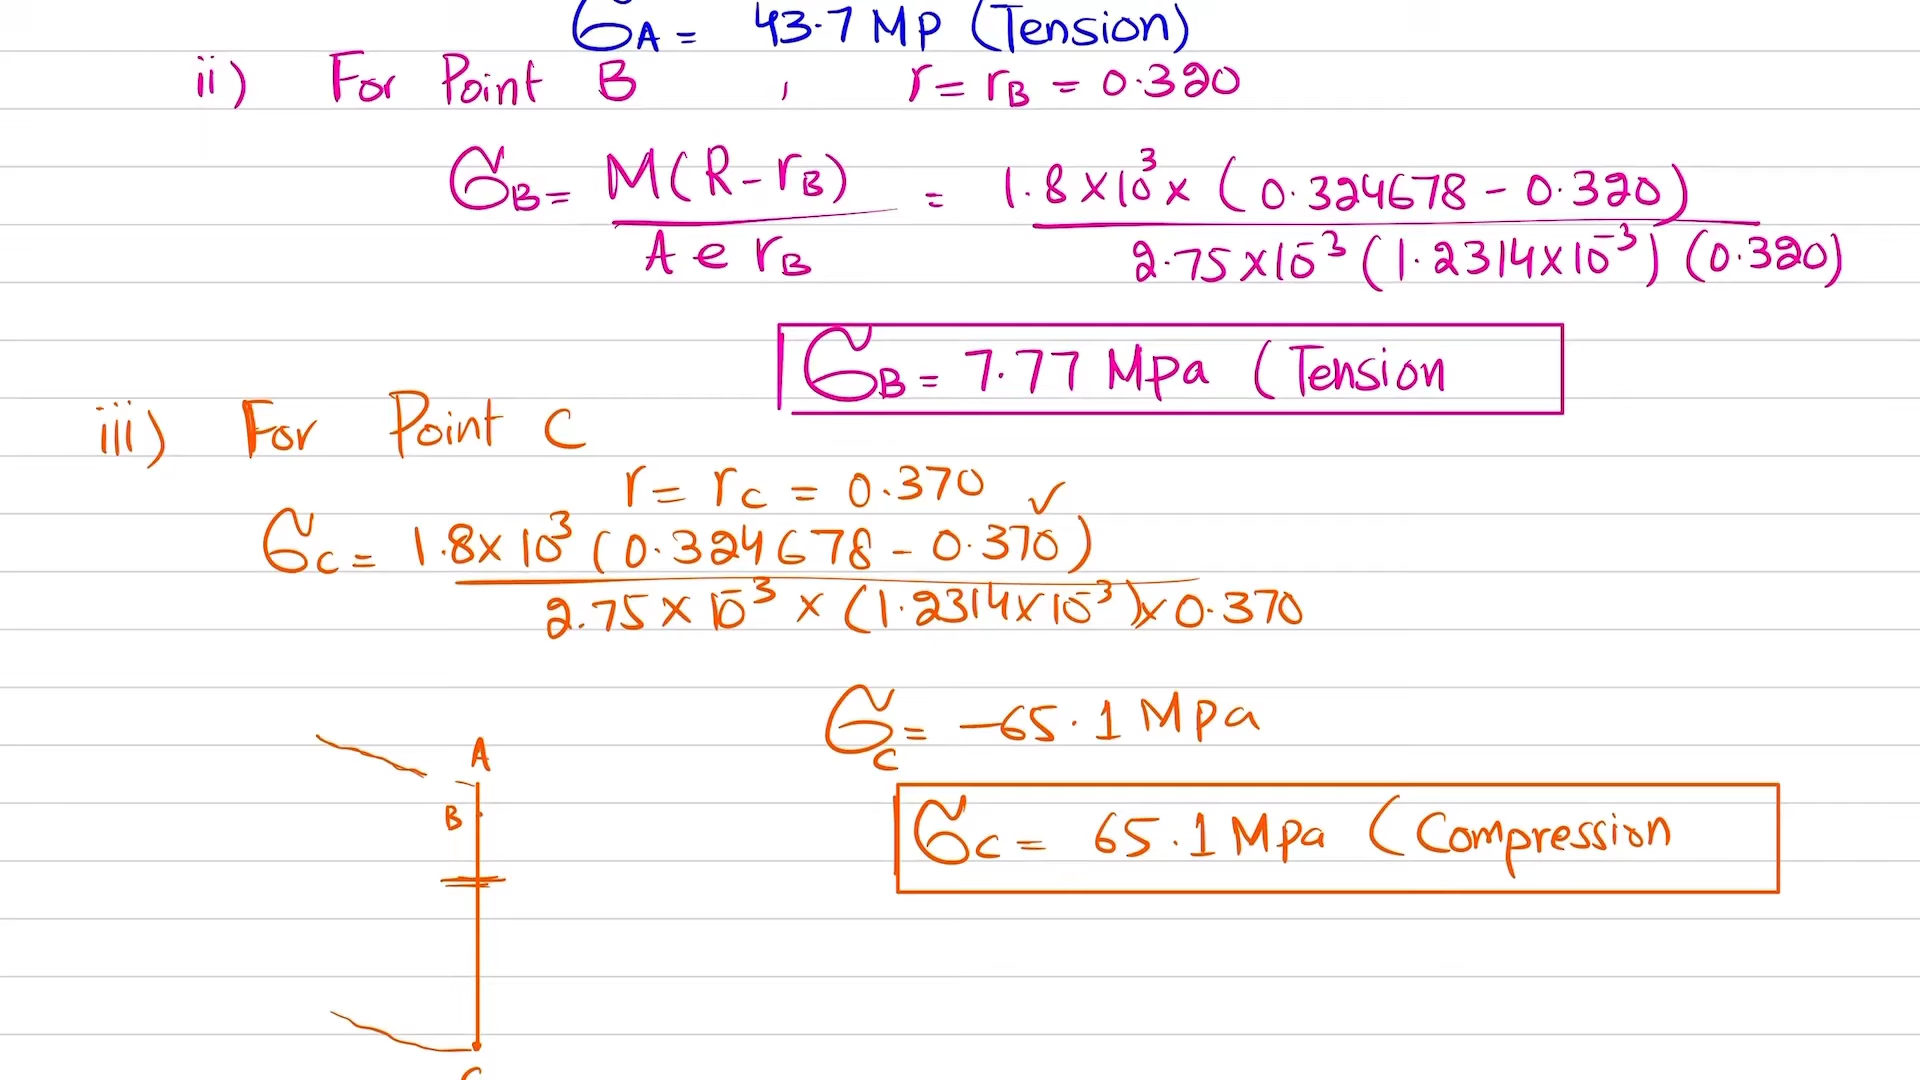 σA = 43.7 MP (Tension)
ii) For Point B , r = rB = 0.320
σB = M(R - rB) / A e rB = 1.8×10³× (0.324678 - 0.320) / 2.75×10⁻³ (1.2314×10⁻³) (0.320)
σB = 7.77 Mpa (Tension
iii) For Point C
r = rC = 0.370 ✓
σC = 1.8×10³ (0.324678 - 0.370) / 2.75×10⁻³ × (1.2314×10⁻³)×0.370
σC = -65.1 Mpa
σC = 65.1 Mpa (Compression
A
B
C